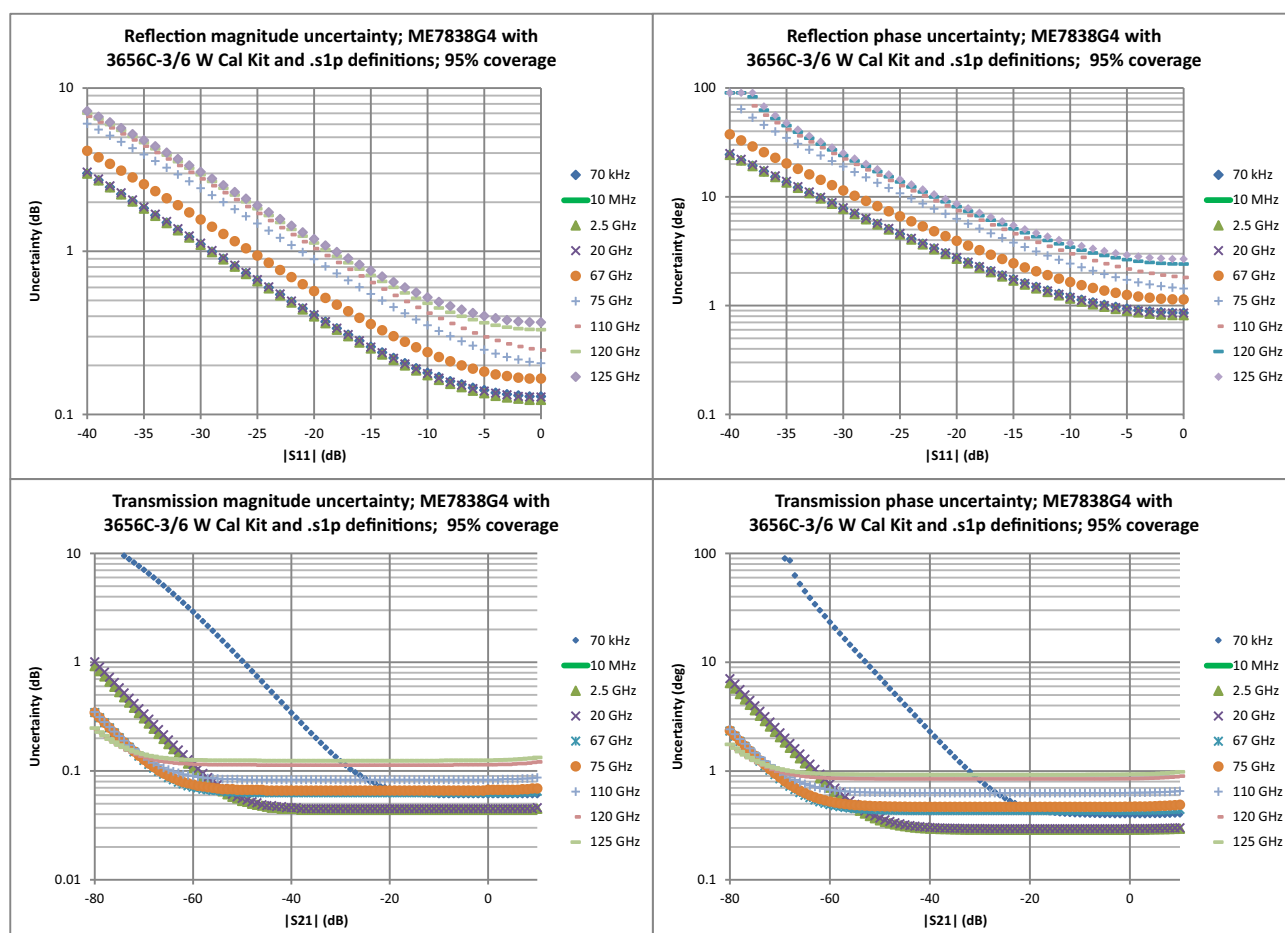 Reflection magnitude uncertainty; ME7838G4 with
3656C-3/6 W Cal Kit and .s1p definitions; 95% coverage
Uncertainty (dB)
10
1
0.1
-40 -35 -30 -25 -20 -15 -10 -5 0
|S11| (dB)
70 kHz
10 MHz
2.5 GHz
20 GHz
67 GHz
75 GHz
110 GHz
120 GHz
125 GHz
Reflection phase uncertainty; ME7838G4 with
3656C-3/6 W Cal Kit and .s1p definitions; 95% coverage
Uncertainty (deg)
100
10
1
0.1
-40 -35 -30 -25 -20 -15 -10 -5 0
|S11| (dB)
70 kHz
10 MHz
2.5 GHz
20 GHz
67 GHz
75 GHz
110 GHz
120 GHz
125 GHz
Transmission magnitude uncertainty; ME7838G4 with
3656C-3/6 W Cal Kit and .s1p definitions; 95% coverage
Uncertainty (dB)
10
1
0.1
0.01
-80 -60 -40 -20 0
|S21| (dB)
70 kHz
10 MHz
2.5 GHz
20 GHz
67 GHz
75 GHz
110 GHz
120 GHz
125 GHz
Transmission phase uncertainty; ME7838G4 with
3656C-3/6 W Cal Kit and .s1p definitions; 95% coverage
Uncertainty (deg)
100
10
1
0.1
-80 -60 -40 -20 0
|S21| (dB)
70 kHz
10 MHz
2.5 GHz
20 GHz
67 GHz
75 GHz
110 GHz
120 GHz
125 GHz